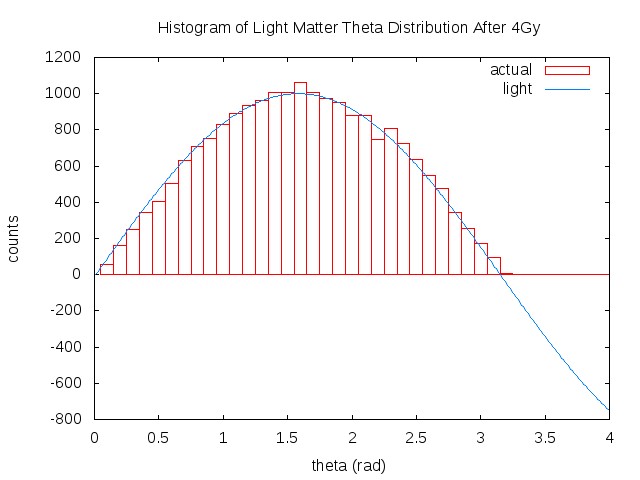 Histogram of Light Matter Theta Distribution After 4Gy
1200
1000
800
600
400
200
0
-200
-400
-600
-800
counts
actual
light
0 0.5 1 1.5 2 2.5 3 3.5 4
theta (rad)